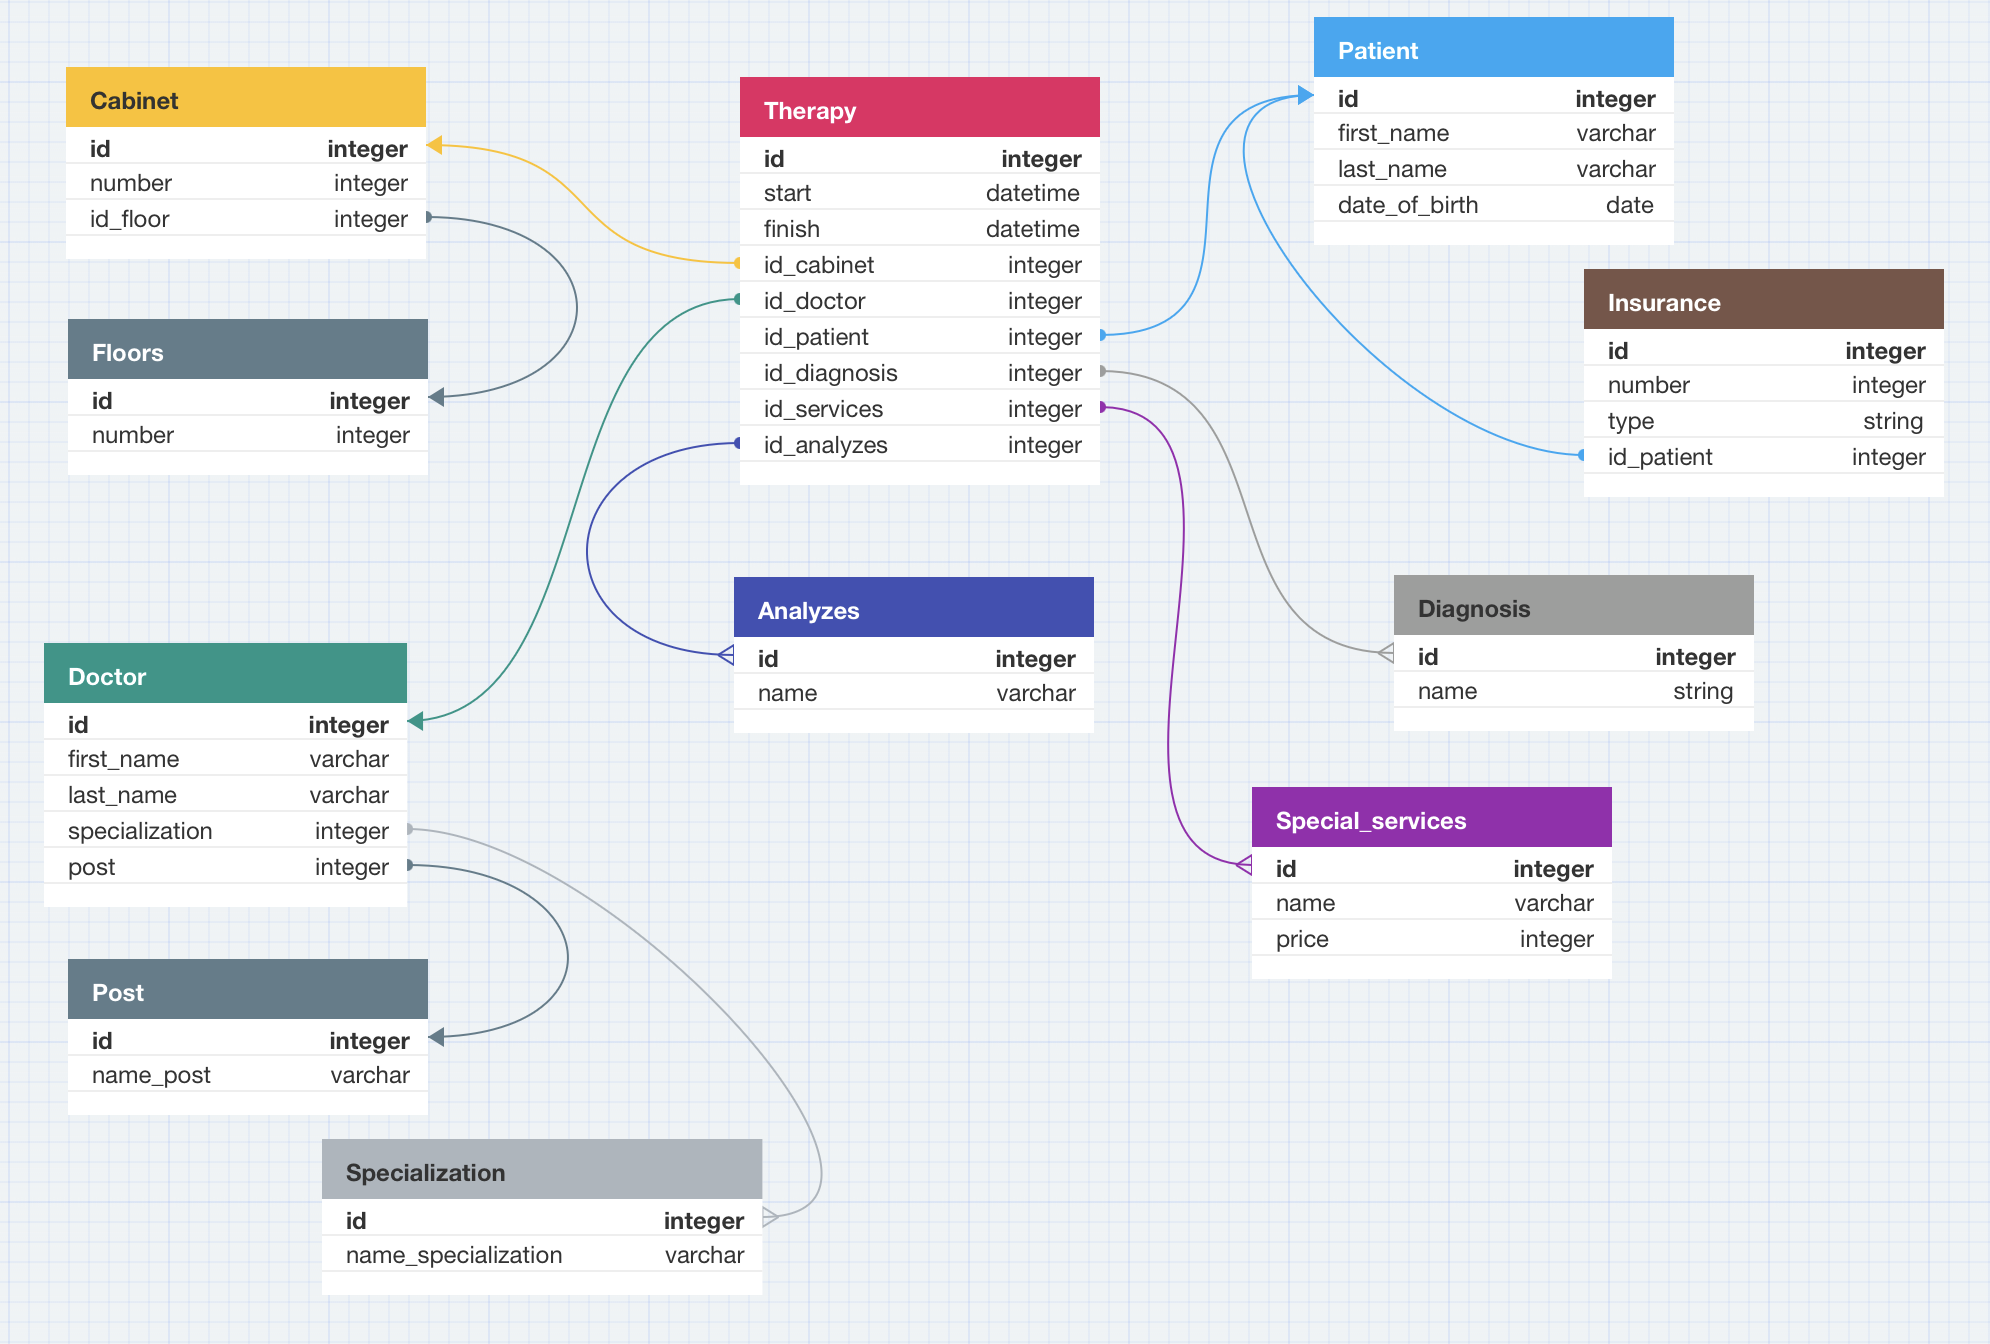 Cabinet
id integer
number integer
id_floor integer
Floors
id integer
number integer
Therapy
id integer
start datetime
finish datetime
id_cabinet integer
id_doctor integer
id_patient integer
id_diagnosis integer
id_services integer
id_analyzes integer
Patient
id integer
first_name varchar
last_name varchar
date_of_birth date
Insurance
id integer
number integer
type string
id_patient integer
Analyzes
id integer
name varchar
Diagnosis
id integer
name string
Doctor
id integer
first_name varchar
last_name varchar
specialization integer
post integer
Special_services
id integer
name varchar
price integer
Post
id integer
name_post varchar
Specialization
id integer
name_specialization varchar